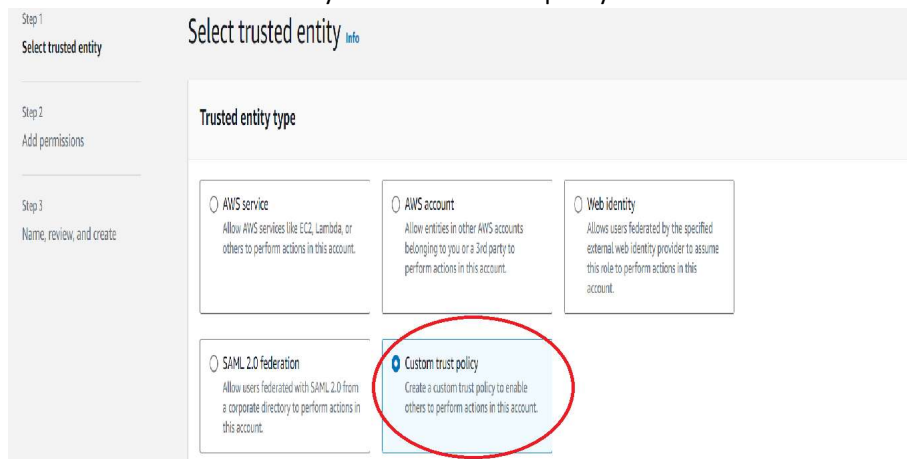 Step 1
Select trusted entity
Select trusted entity Info
Step 2
Add permissions
Trusted entity type
Step 3
Name, review, and create
AWS service
Allow AWS services like EC2, Lambda, or
others to perform actions in this account.
AWS account
Allow entities in other AWS accounts
belonging to you or a 3rd party to
perform actions in this account.
Web identity
Allows users federated by the specified
external web identity provider to assume
this role to perform actions in this
account.
SAML 2.0 federation
Allow users federated with SAML 2.0 from
a corporate directory to perform actions in
this account.
Custom trust policy
Create a custom trust policy to enable
others to perform actions in this account.